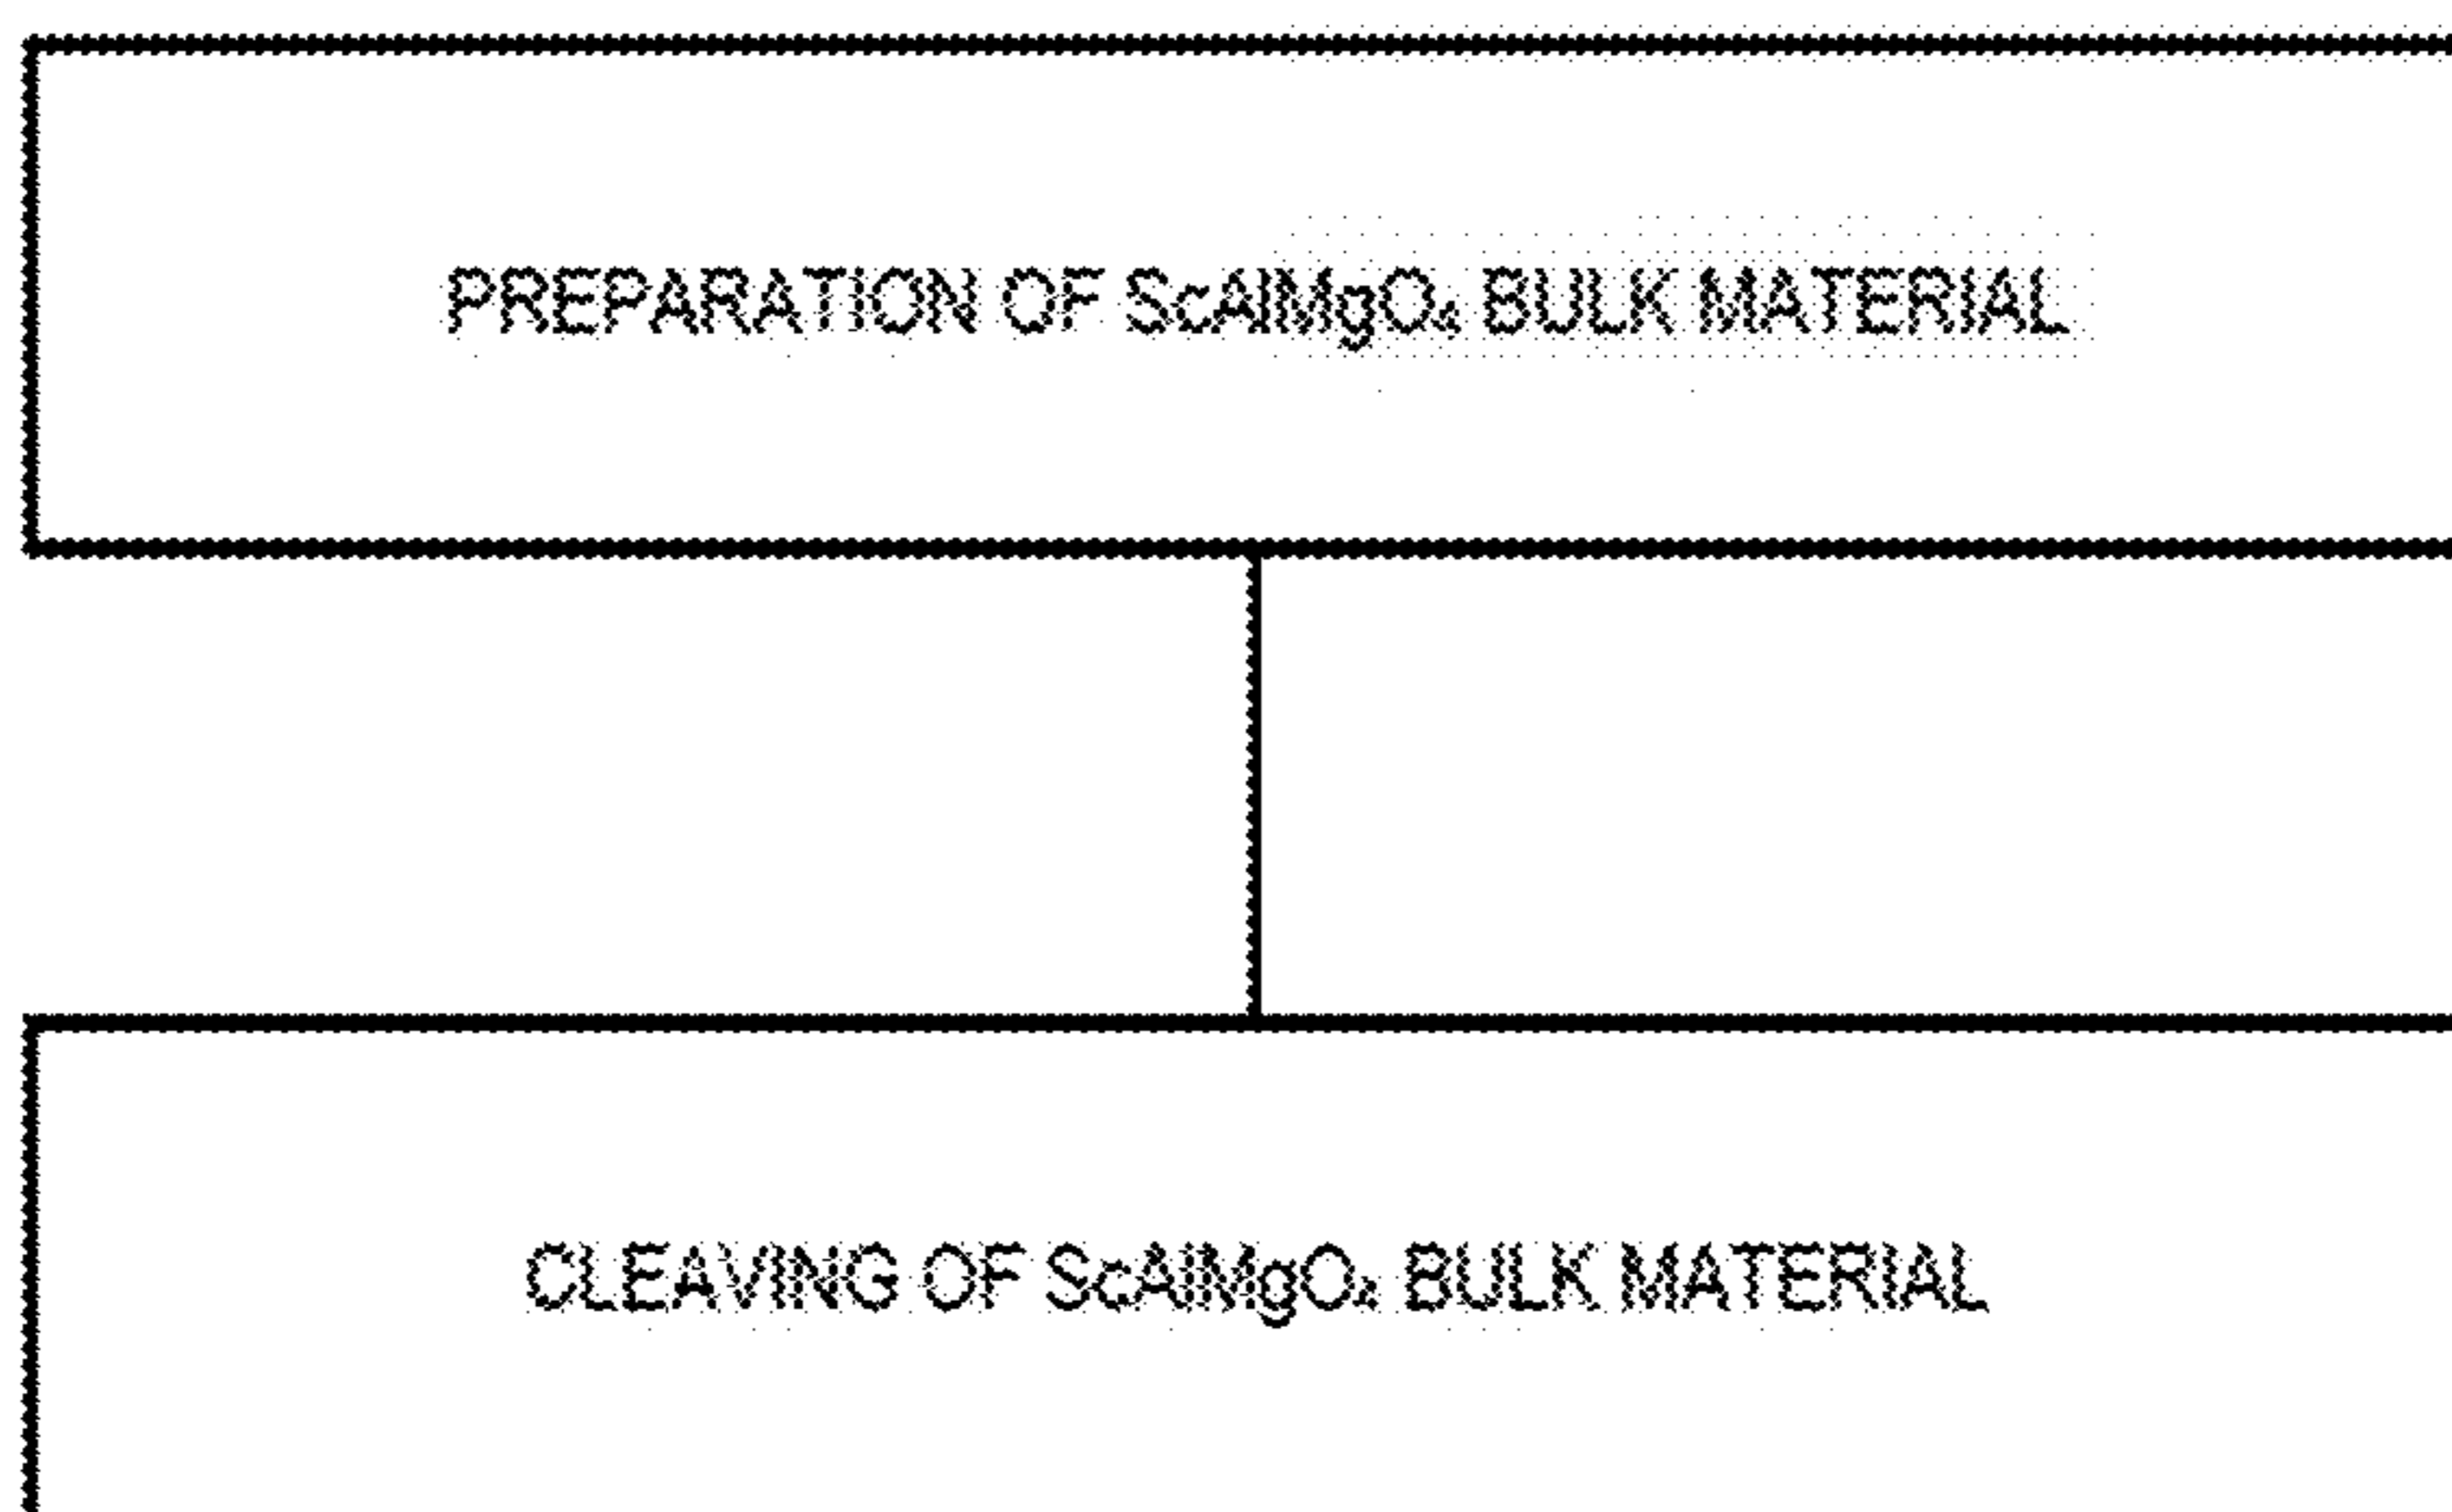 PREPARATION OF ScAlMgO₄ BULK MATERIAL
CLEAVING OF ScAlMgO₄ BULK MATERIAL